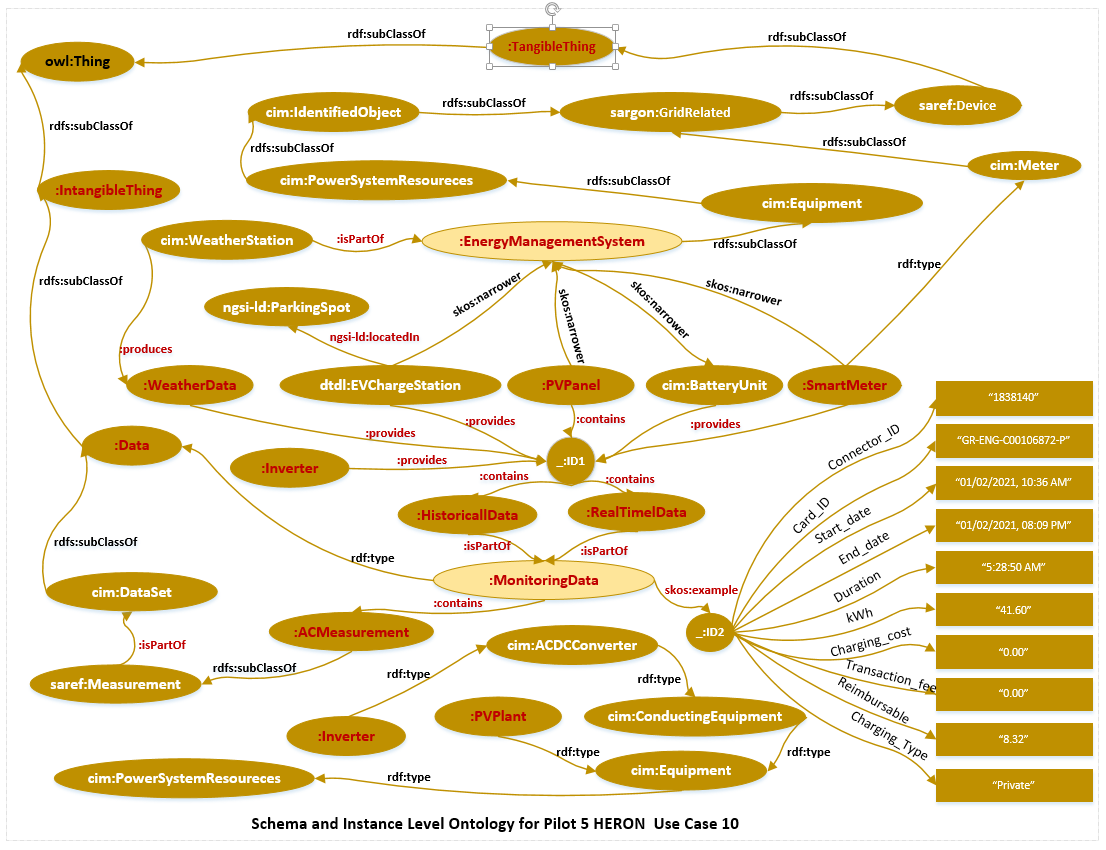 rdf:subClassOf
:TangibleThing
rdf:subClassOf
owl:Thing
cim:IdentifiedObject
rdfs:subClassOf
sargon:GridRelated
rdfs:subClassOf
saref:Device
rdfs:subClassOf
rdfs:subClassOf
rdfs:subClassOf
cim:Meter
:IntangibleThing
cim:PowerSystemResoureces
rdfs:subClassOf
cim:Equipment
cim:WeatherStation
:isPartOf
:EnergyManagementSystem
rdfs:subClassOf
rdf:type
rdfs:subClassOf
skos:narrower
skos:narrower
skos:narrower
skos:narrower
ngsi-ld:ParkingSpot
ngsi-ld:locatedIn
:produces
:WeatherData
dtdl:EVChargeStation
:PVPanel
cim:BatteryUnit
:SmartMeter
:provides
:contains
:provides
:provides
:Data
:Inverter
:provides
_:ID1
:contains
:contains
:HistoricallData
:RealTimelData
:isPartOf
:isPartOf
rdfs:subClassOf
rdf:type
:MonitoringData
skos:example
cim:DataSet
:contains
:ACMeasurement
_:ID2
:isPartOf
rdfs:subClassOf
saref:Measurement
cim:ACDCConverter
rdf:type
rdf:type
:Inverter
:PVPlant
cim:ConductingEquipment
rdf:type
rdf:type
cim:PowerSystemResoureces
rdf:type
cim:Equipment
Connector_ID
“1838140”
Card_ID
“GR-ENG-C00106872-P”
Start_date
“01/02/2021, 10:36 AM”
End_date
“01/02/2021, 08:09 PM”
Duration
“5:28:50 AM”
kWh
“41.60”
Charging_cost
“0.00”
Transaction_fee
“0.00”
Reimbursable
“8.32”
Charging_Type
“Private”
Schema and Instance Level Ontology for Pilot 5 HERON  Use Case 10